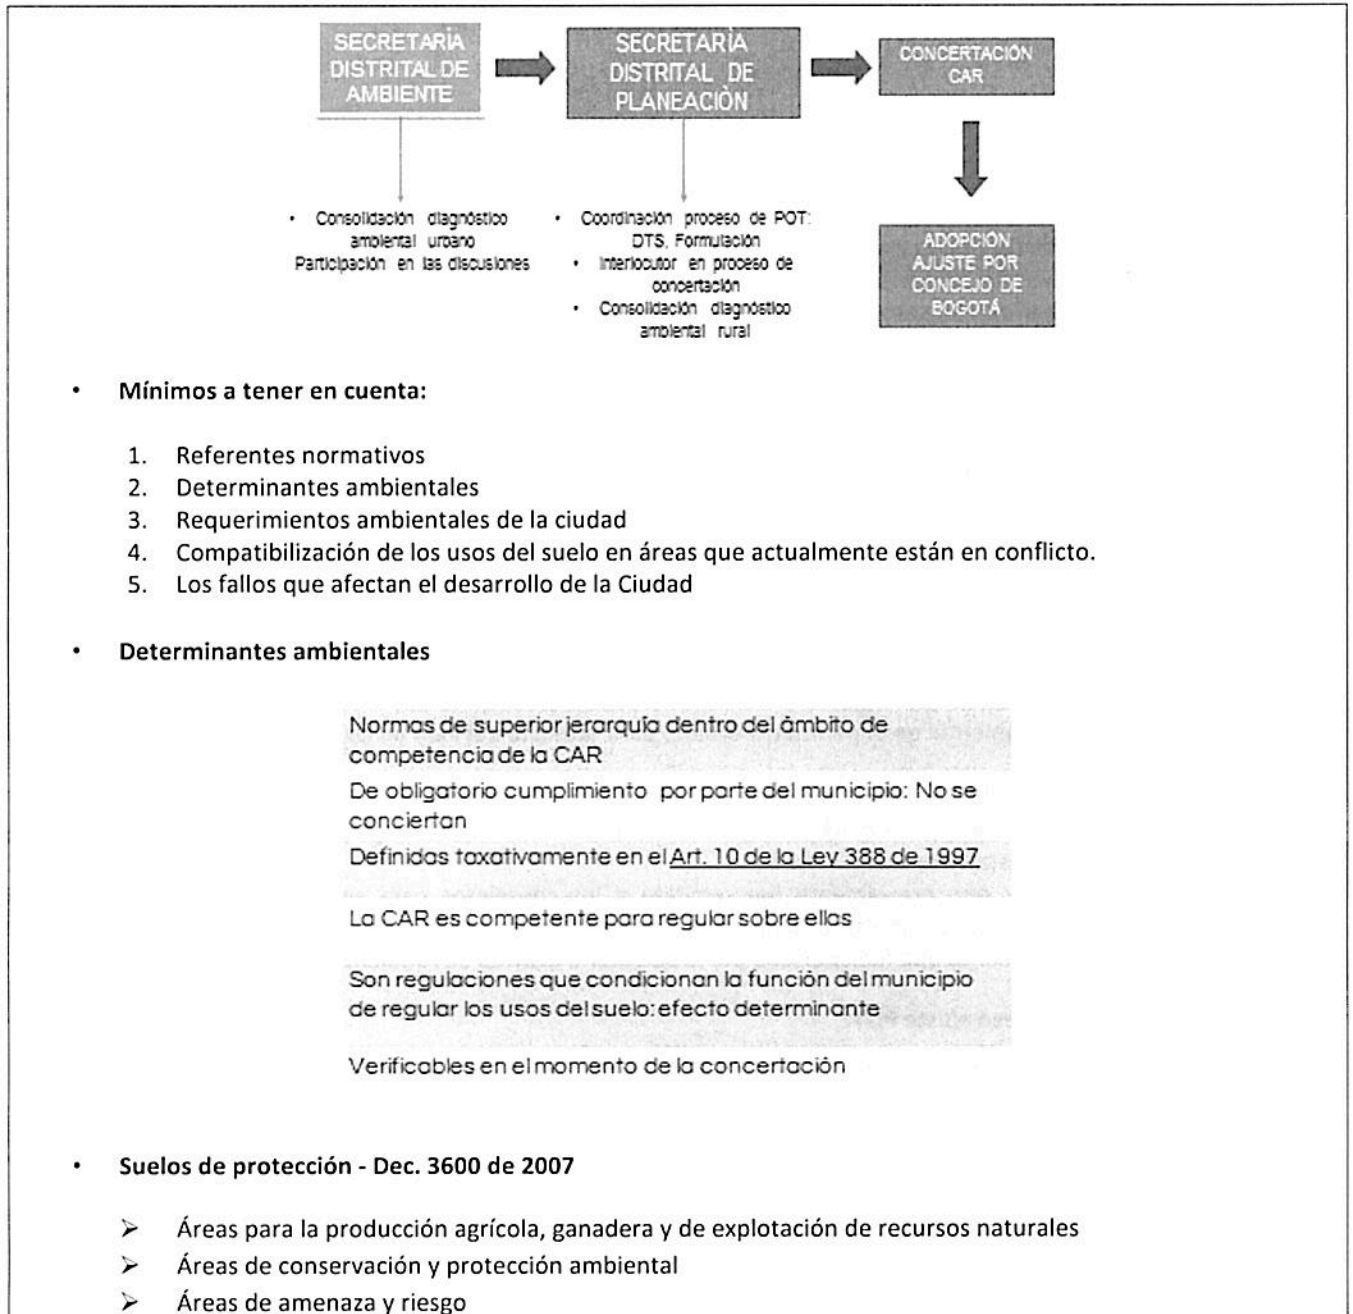 SECRETARÍA
DISTRITAL DE
AMBIENTE
SECRETARÍA
DISTRITAL DE
PLANEACIÓN
CONCERTACIÓN
CAR
• Consolidación diagnóstico
ambiental urbano
Participación en las discusiones
• Coordinación proceso de POT:
DTS, Formulación
• Interlocutor en proceso de
concertación
• Consolidación diagnóstico
ambiental rural
ADOPCIÓN
AJUSTE POR
CONCEJO DE
BOGOTÁ
• Mínimos a tener en cuenta:
1. Referentes normativos
2. Determinantes ambientales
3. Requerimientos ambientales de la ciudad
4. Compatibilización de los usos del suelo en áreas que actualmente están en conflicto.
5. Los fallos que afectan el desarrollo de la Ciudad
• Determinantes ambientales
Normas de superior jerarquía dentro del ámbito de
competencia de la CAR
De obligatorio cumplimiento por parte del municipio: No se
conciertan
Definidas taxativamente en el Art. 10 de la Ley 388 de 1997
La CAR es competente para regular sobre ellas
Son regulaciones que condicionan la función del municipio
de regular los usos del suelo: efecto determinante
Verificables en el momento de la concertación
• Suelos de protección - Dec. 3600 de 2007
➢ Áreas para la producción agrícola, ganadera y de explotación de recursos naturales
➢ Áreas de conservación y protección ambiental
➢ Áreas de amenaza y riesgo